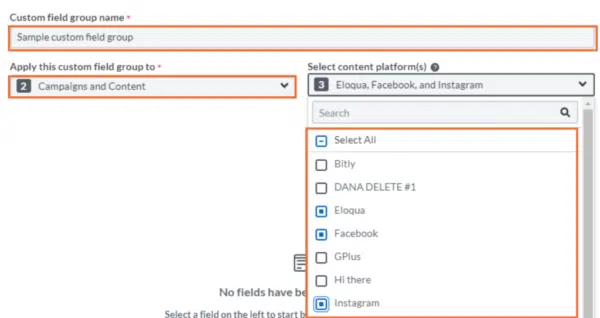 Custom field group name *
Sample custom field group
Apply this custom field group to *
Select content platform(s) ?
2 Campaigns and Content
3 Eloqua, Facebook, and Instagram
Search
Select All
Bitly
DANA DELETE #1
Eloqua
Facebook
GPlus
Hi there
Instagram
No fields have be
Select a field on the left to start b